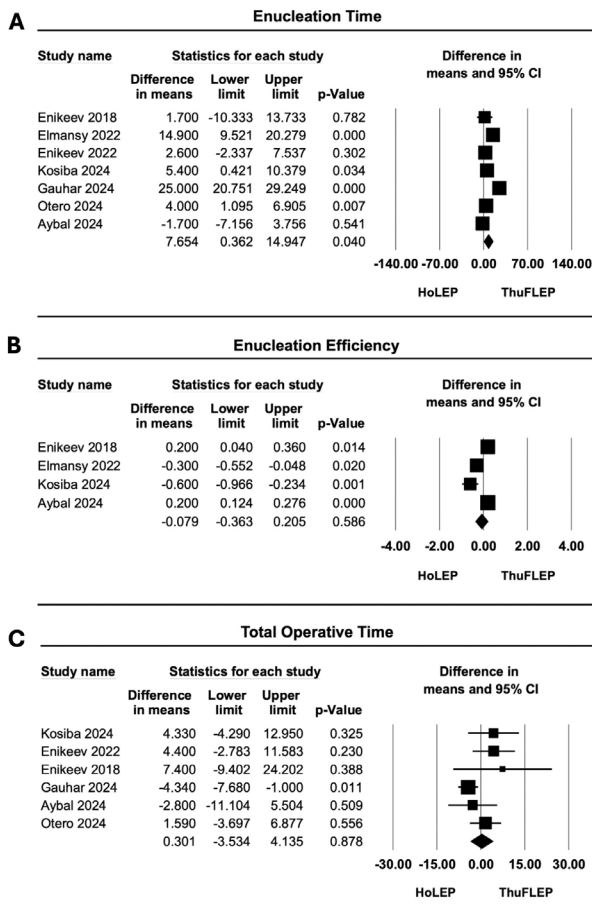 A
Enucleation Time
Study name Statistics for each study Difference in
means and 95% CI
Difference Lower Upper
in means limit limit p-Value
Enikeev 2018 1.700 -10.333 13.733 0.782
Elmansy 2022 14.900 9.521 20.279 0.000
Enikeev 2022 2.600 -2.337 7.537 0.302
Kosiba 2024 5.400 0.421 10.379 0.034
Gauhar 2024 25.000 20.751 29.249 0.000
Otero 2024 4.000 1.095 6.905 0.007
Aybal 2024 -1.700 -7.156 3.756 0.541
7.654 0.362 14.947 0.040
-140.00 -70.00 0.00 70.00 140.00
HoLEP ThuFLEP
B
Enucleation Efficiency
Study name Statistics for each study Difference in
means and 95% CI
Difference Lower Upper
in means limit limit p-Value
Enikeev 2018 0.200 0.040 0.360 0.014
Elmansy 2022 -0.300 -0.552 -0.048 0.020
Kosiba 2024 -0.600 -0.966 -0.234 0.001
Aybal 2024 0.200 0.124 0.276 0.000
-0.079 -0.363 0.205 0.586
-4.00 -2.00 0.00 2.00 4.00
HoLEP ThuFLEP
C
Total Operative Time
Study name Statistics for each study Difference in
means and 95% CI
Difference Lower Upper
in means limit limit p-Value
Kosiba 2024 4.330 -4.290 12.950 0.325
Enikeev 2022 4.400 -2.783 11.583 0.230
Enikeev 2018 7.400 -9.402 24.202 0.388
Gauhar 2024 -4.340 -7.680 -1.000 0.011
Aybal 2024 -2.800 -11.104 5.504 0.509
Otero 2024 1.590 -3.697 6.877 0.556
0.301 -3.534 4.135 0.878
-30.00 -15.00 0.00 15.00 30.00
HoLEP ThuFLEP